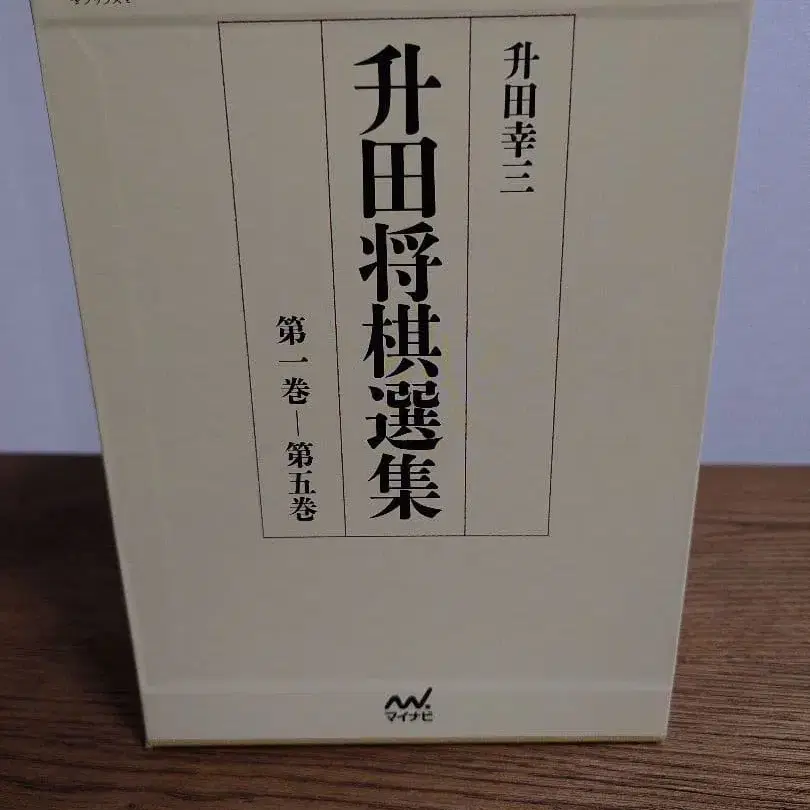 升田幸三
升田将棋選集
第一巻―第五巻
マイナビ